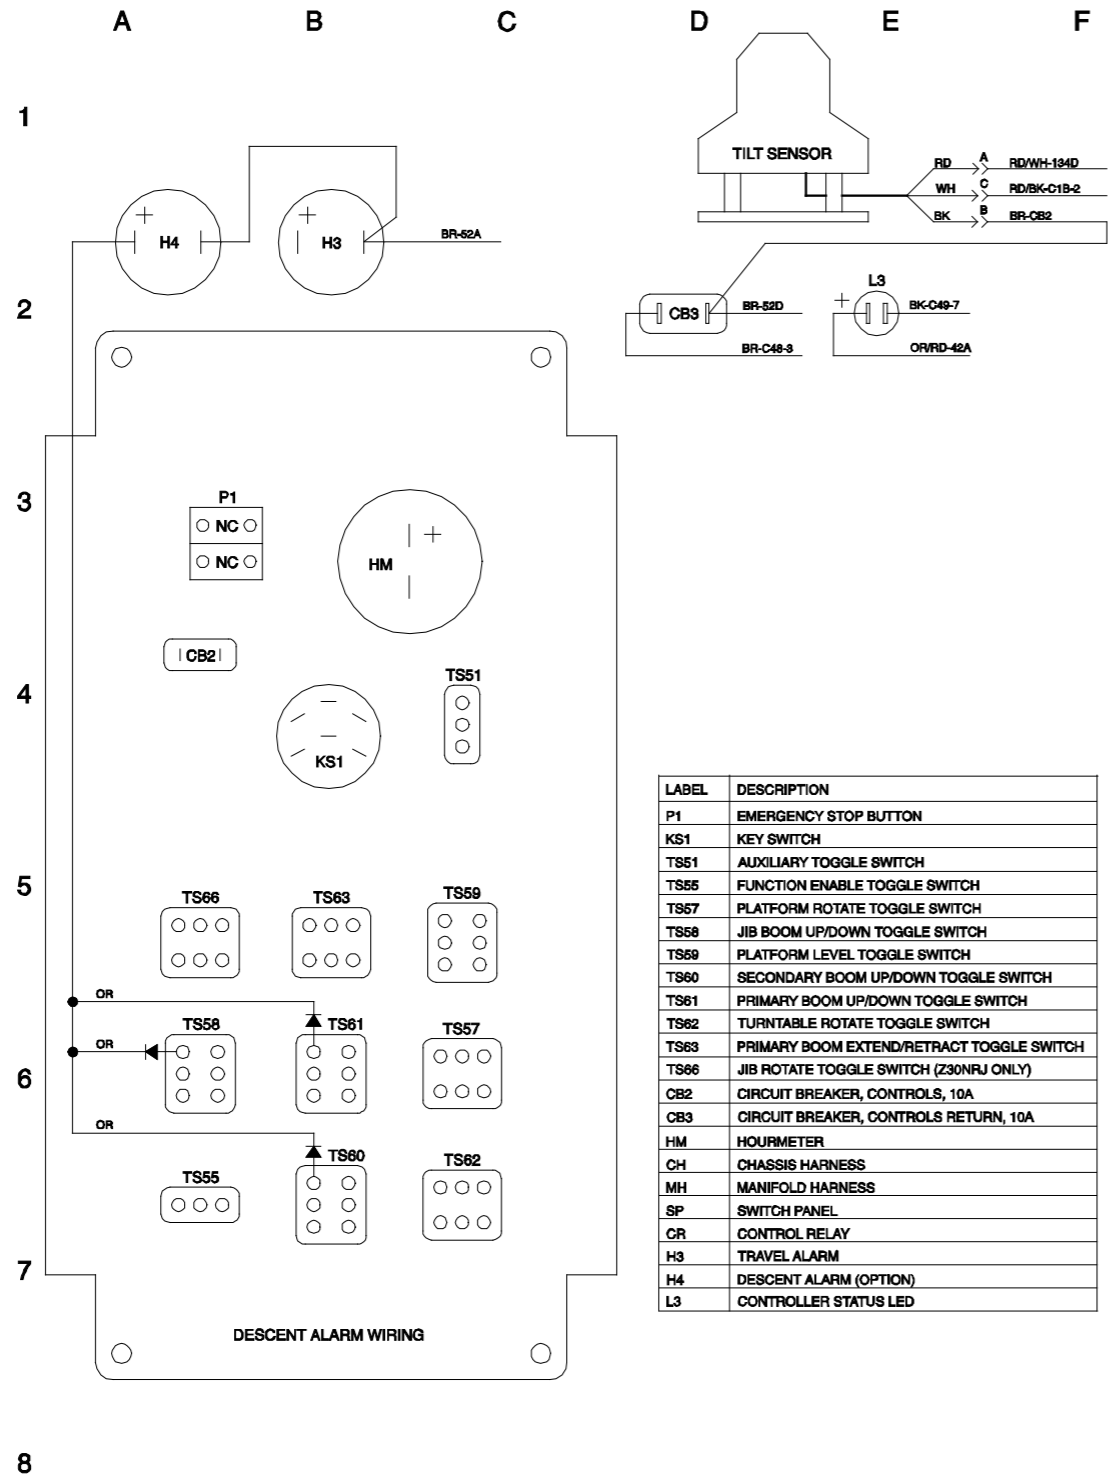 A B C D E F
1
TILT SENSOR
RD A RD/WH-134D
WH C RD/BK-C1B-2
BK B BR-CB2
+ H4
+ H3
BR-52A
2
CB3
BR-52D
BR-C48-3
L3
+
BK-C49-7
OR/RD-42A
3
P1
NC
NC
+
HM
CB2
4
TS51
KS1
5
TS66 TS63 TS59
OR
TS58 TS61 TS57
OR
6
OR
TS60 TS62
TS55
7
DESCENT ALARM WIRING
8
LABEL DESCRIPTION
P1 EMERGENCY STOP BUTTON
KS1 KEY SWITCH
TS51 AUXILIARY TOGGLE SWITCH
TS55 FUNCTION ENABLE TOGGLE SWITCH
TS57 PLATFORM ROTATE TOGGLE SWITCH
TS58 JIB BOOM UP/DOWN TOGGLE SWITCH
TS59 PLATFORM LEVEL TOGGLE SWITCH
TS60 SECONDARY BOOM UP/DOWN TOGGLE SWITCH
TS61 PRIMARY BOOM UP/DOWN TOGGLE SWITCH
TS62 TURNTABLE ROTATE TOGGLE SWITCH
TS63 PRIMARY BOOM EXTEND/RETRACT TOGGLE SWITCH
TS66 JIB ROTATE TOGGLE SWITCH (Z30NRJ ONLY)
CB2 CIRCUIT BREAKER, CONTROLS, 10A
CB3 CIRCUIT BREAKER, CONTROLS RETURN, 10A
HM HOURMETER
CH CHASSIS HARNESS
MH MANIFOLD HARNESS
SP SWITCH PANEL
CR CONTROL RELAY
H3 TRAVEL ALARM
H4 DESCENT ALARM (OPTION)
L3 CONTROLLER STATUS LED